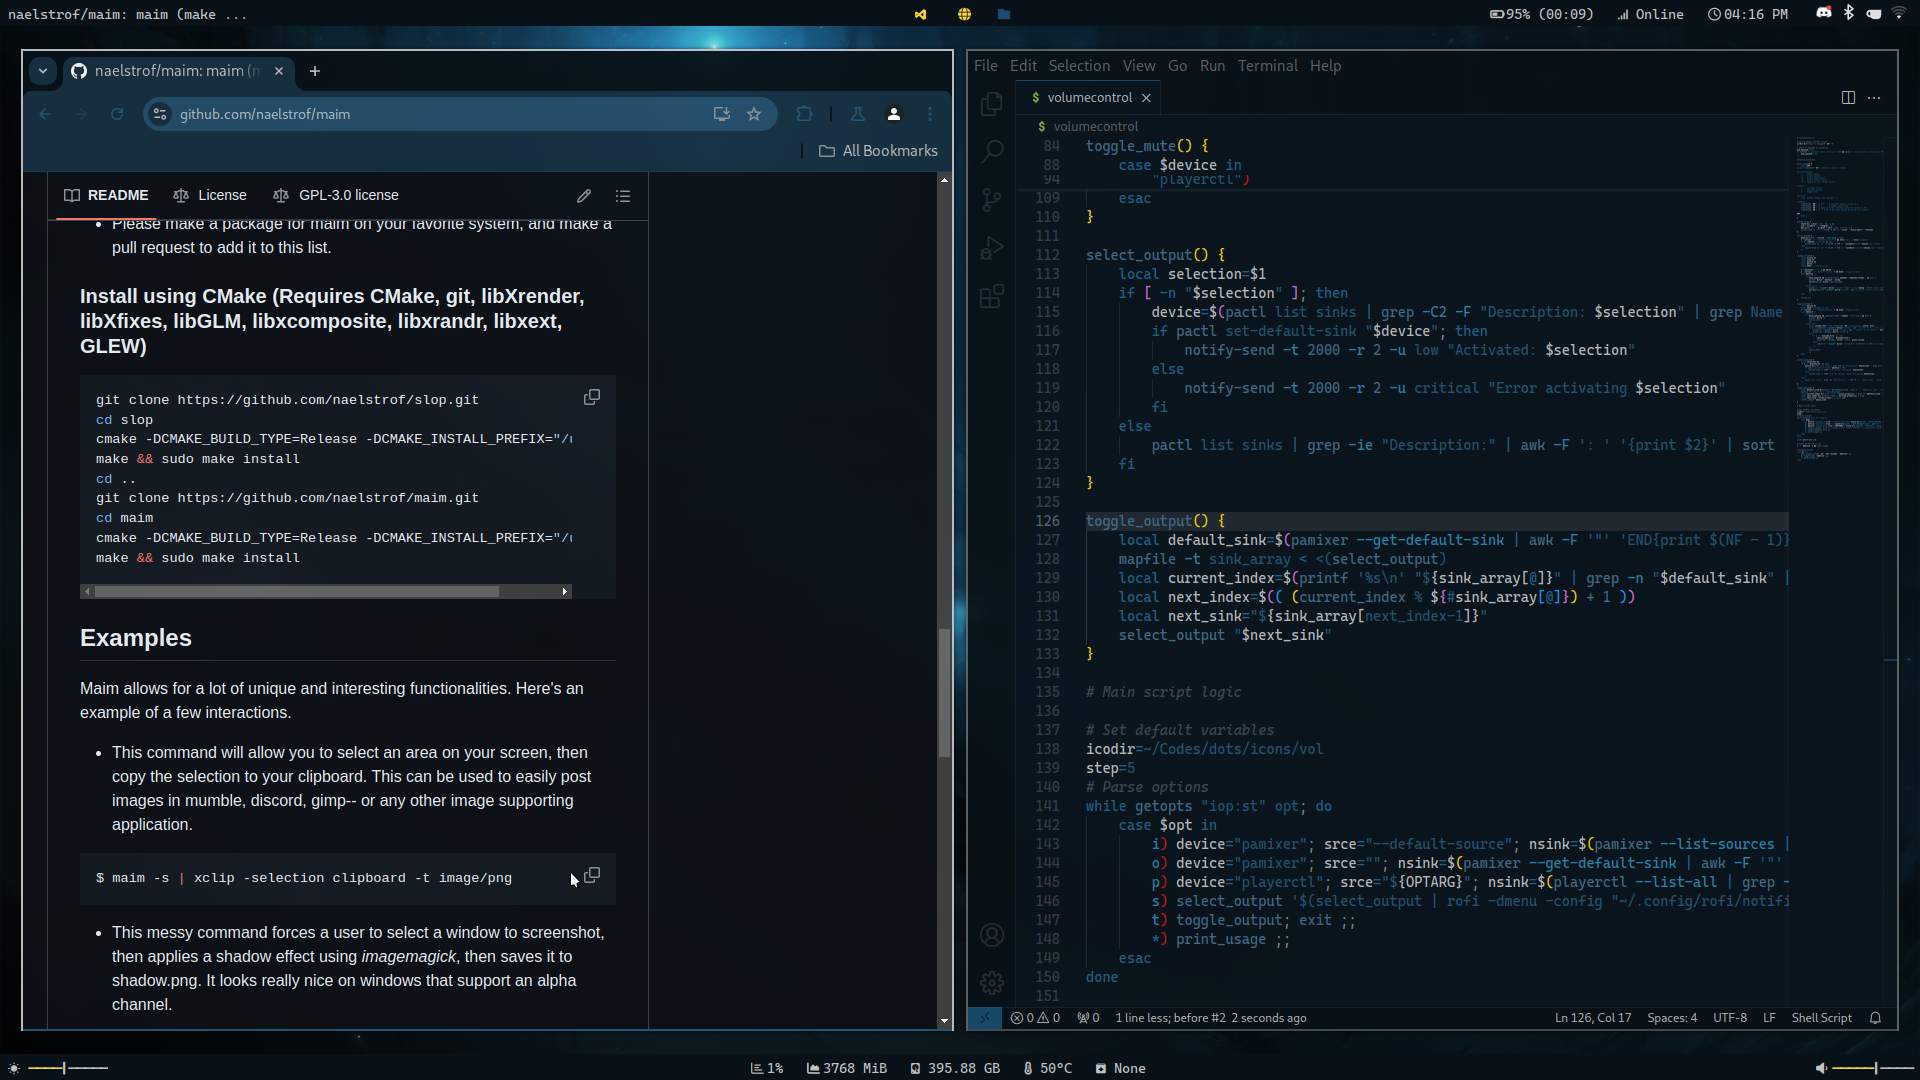 naelstrof/maim: maim (make ...
95% (00:09)
Online
04:16 PM
naelstrof/maim: maim (m
github.com/naelstrof/maim
All Bookmarks
README
License
GPL-3.0 license
• Please make a package for maim on your favorite system, and make a
pull request to add it to this list.
Install using CMake (Requires CMake, git, libXrender,
libXfixes, libGLM, libxcomposite, libxrandr, libxext,
GLEW)
git clone https://github.com/naelstrof/slop.git
cd slop
cmake -DCMAKE_BUILD_TYPE=Release -DCMAKE_INSTALL_PREFIX="/u
make && sudo make install
cd ..
git clone https://github.com/naelstrof/maim.git
cd maim
cmake -DCMAKE_BUILD_TYPE=Release -DCMAKE_INSTALL_PREFIX="/u
make && sudo make install
Examples
Maim allows for a lot of unique and interesting functionalities. Here's an
example of a few interactions.
• This command will allow you to select an area on your screen, then
copy the selection to your clipboard. This can be used to easily post
images in mumble, discord, gimp-- or any other image supporting
application.
$ maim -s | xclip -selection clipboard -t image/png
• This messy command forces a user to select a window to screenshot,
then applies a shadow effect using imagemagick, then saves it to
shadow.png. It looks really nice on windows that support an alpha
channel.
File Edit Selection View Go Run Terminal Help
$ volumecontrol
$ volumecontrol
84 toggle_mute() {
88 case $device in
94 "playerctl")
109 esac
110 }
111
112 select_output() {
113 local selection=$1
114 if [ -n "$selection" ]; then
115 device=$(pactl list sinks | grep -C2 -F "Description: $selection" | grep Name
116 if pactl set-default-sink "$device"; then
117 notify-send -t 2000 -r 2 -u low "Activated: $selection"
118 else
119 notify-send -t 2000 -r 2 -u critical "Error activating $selection"
120 fi
121 else
122 pactl list sinks | grep -ie "Description:" | awk -F ': ' '{print $2}' | sort
123 fi
124 }
125
126 toggle_output() {
127 local default_sink=$(pamixer --get-default-sink | awk -F '"' 'END{print $(NF - 1)}
128 mapfile -t sink_array < <(select_output)
129 local current_index=$(printf '%s\n' "${sink_array[@]}" | grep -n "$default_sink" |
130 local next_index=$(( (current_index % ${#sink_array[@]}) + 1 ))
131 local next_sink="${sink_array[next_index-1]}"
132 select_output "$next_sink"
133 }
134
135 # Main script logic
136
137 # Set default variables
138 icodir=~/Codes/dots/icons/vol
139 step=5
140 # Parse options
141 while getopts "iop:st" opt; do
142 case $opt in
143 i) device="pamixer"; srce="--default-source"; nsink=$(pamixer --list-sources |
144 o) device="pamixer"; srce=""; nsink=$(pamixer --get-default-sink | awk -F '"'
145 p) device="playerctl"; srce="${OPTARG}"; nsink=$(playerctl --list-all | grep -
146 s) select_output "$(select_output | rofi -dmenu -config "~/.config/rofi/notifi
147 t) toggle_output; exit ;;
148 *) print_usage ;;
149 esac
150 done
151
0 0 0 1 line less; before #2 2 seconds ago Ln 126, Col 17 Spaces: 4 UTF-8 LF Shell Script
1% 3768 MiB 395.88 GB 50°C None